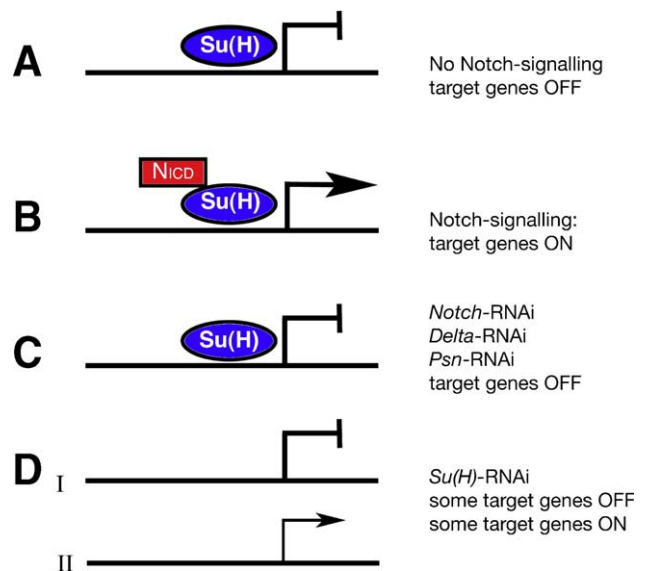 A
Su(H)
No Notch-signalling
target genes OFF
B
NICD
Su(H)
Notch-signalling:
target genes ON
C
Su(H)
Notch-RNAi
Delta-RNAi
Psn-RNAi
target genes OFF
D
I
Su(H)-RNAi
some target genes OFF
some target genes ON
II